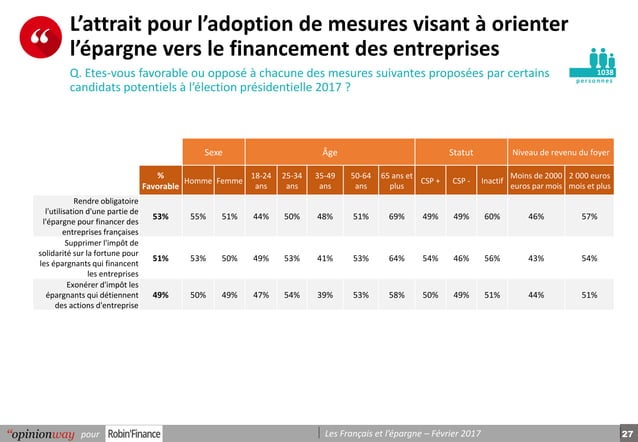 L’attrait pour l’adoption de mesures visant à orienter
l’épargne vers le financement des entreprises
Q. Etes-vous favorable ou opposé à chacune des mesures suivantes proposées par certains
candidats potentiels à l’élection présidentielle 2017 ?
1038
personnes
Sexe Âge Statut Niveau de revenu du foyer
% Favorable Homme Femme 18-24 ans 25-34 ans 35-49 ans 50-64 ans 65 ans et plus CSP + CSP - Inactif Moins de 2000 euros par mois 2 000 euros mois et plus
Rendre obligatoire
l'utilisation d'une partie de
l'épargne pour financer des
entreprises françaises
53% 55% 51% 44% 50% 48% 51% 69% 49% 49% 60% 46% 57%
Supprimer l'impôt de
solidarité sur la fortune pour
les épargnants qui financent
les entreprises
51% 53% 50% 49% 53% 41% 53% 64% 54% 46% 56% 43% 54%
Exonérer d'impôt les
épargnants qui détiennent
des actions d'entreprise
49% 50% 49% 47% 54% 39% 53% 58% 50% 49% 51% 44% 51%
“opinionway pour Robin'Finance
Les Français et l’épargne – Février 2017
27